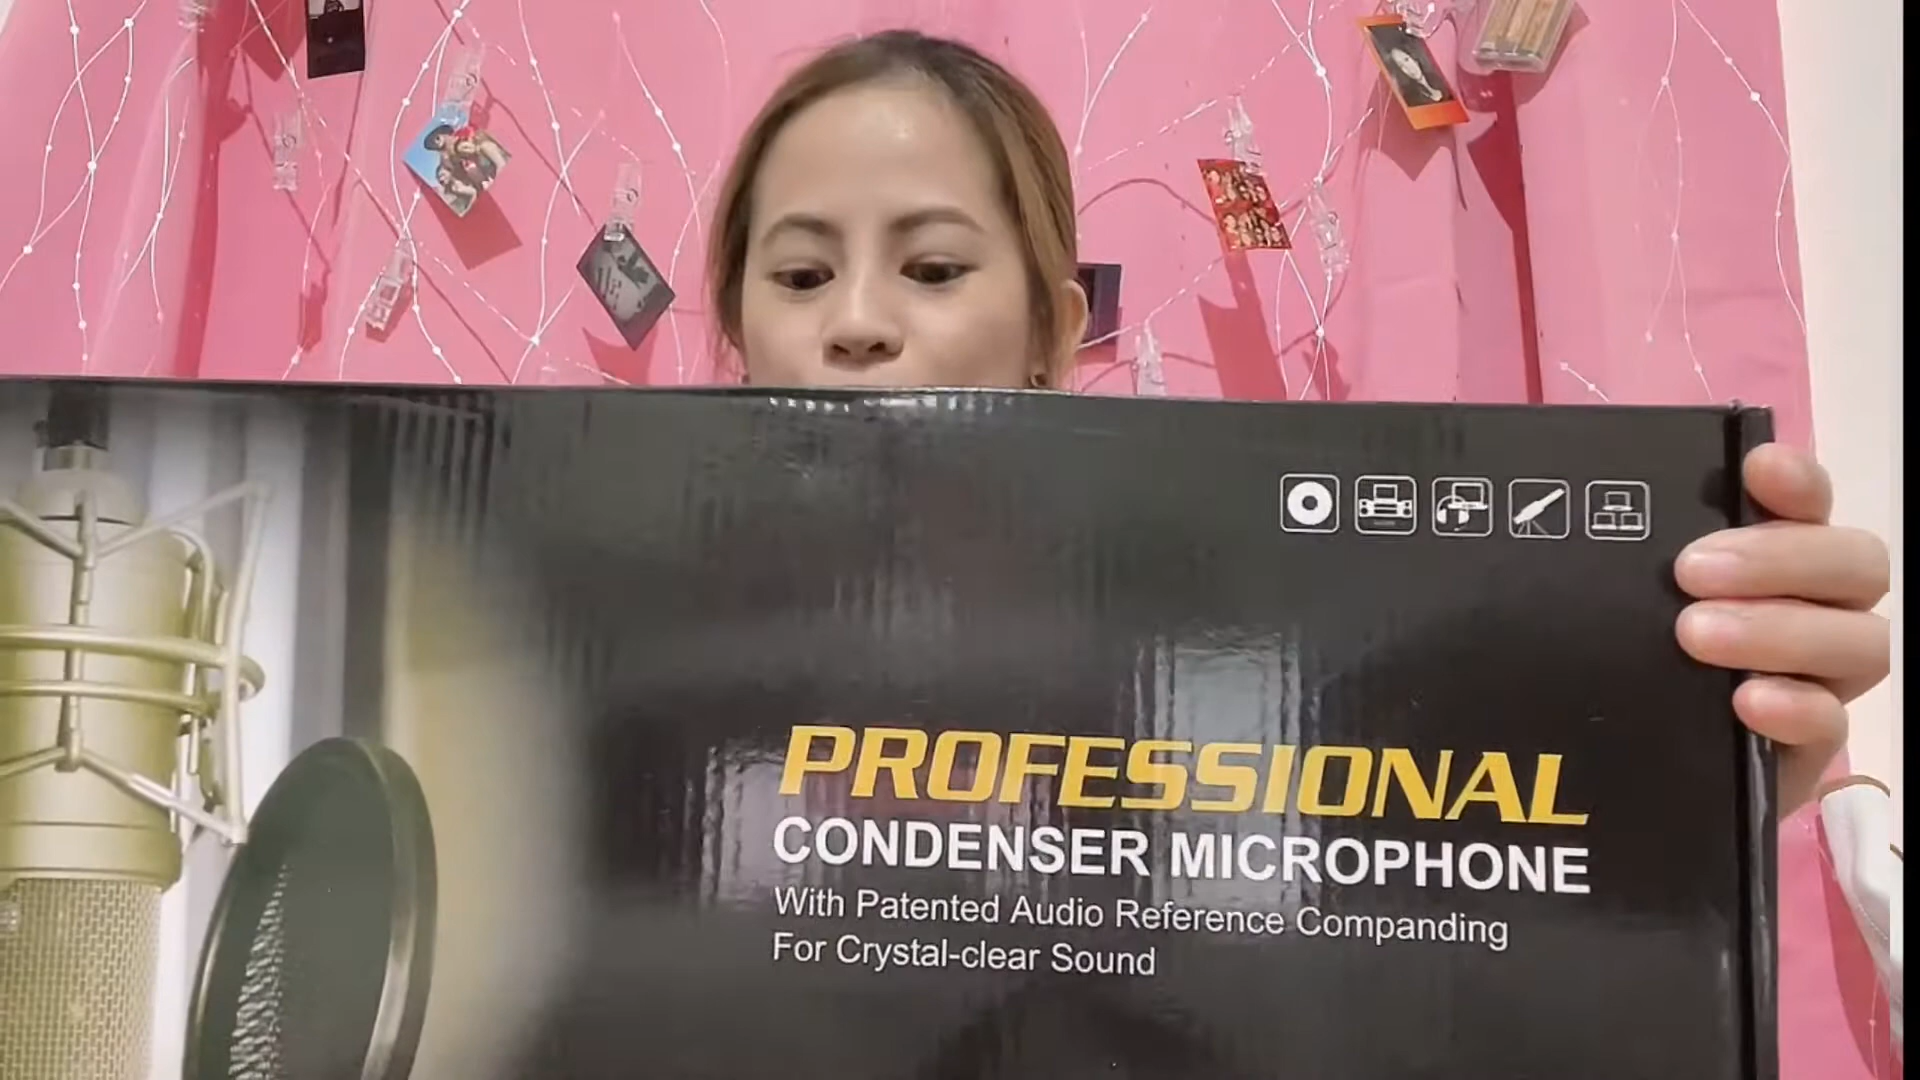 PROFESSIONAL
CONDENSER MICROPHONE
With Patented Audio Reference Companding
For Crystal-clear Sound